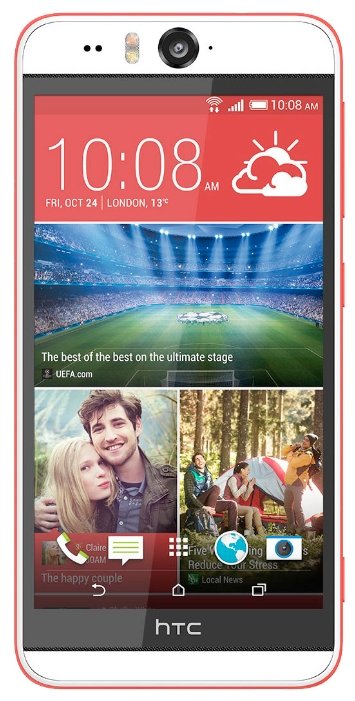 10:08 AM
10:08 AM
FRI, OCT 24 | LONDON, 13°C
The best of the best on the ultimate stage
UEFA.com
Claire
The happy couple
Five
Reduce Your Stress
Local News
hTC